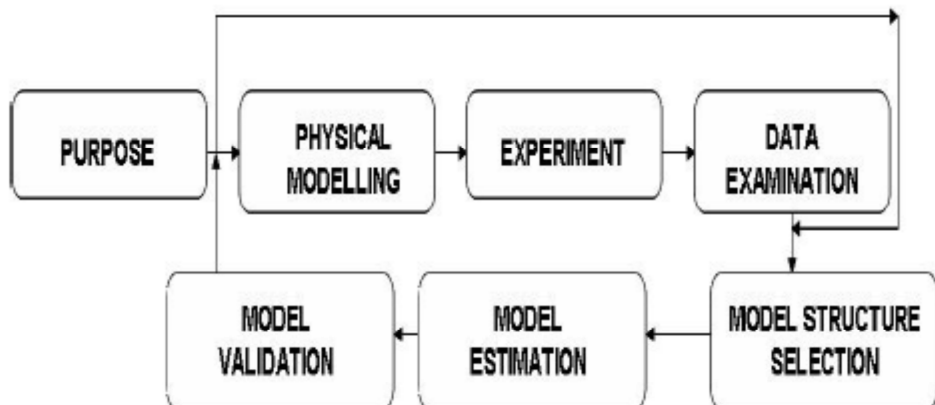 PURPOSE
PHYSICAL
MODELLING
EXPERIMENT
DATA
EXAMINATION
MODEL
VALIDATION
MODEL
ESTIMATION
MODEL STRUCTURE
SELECTION